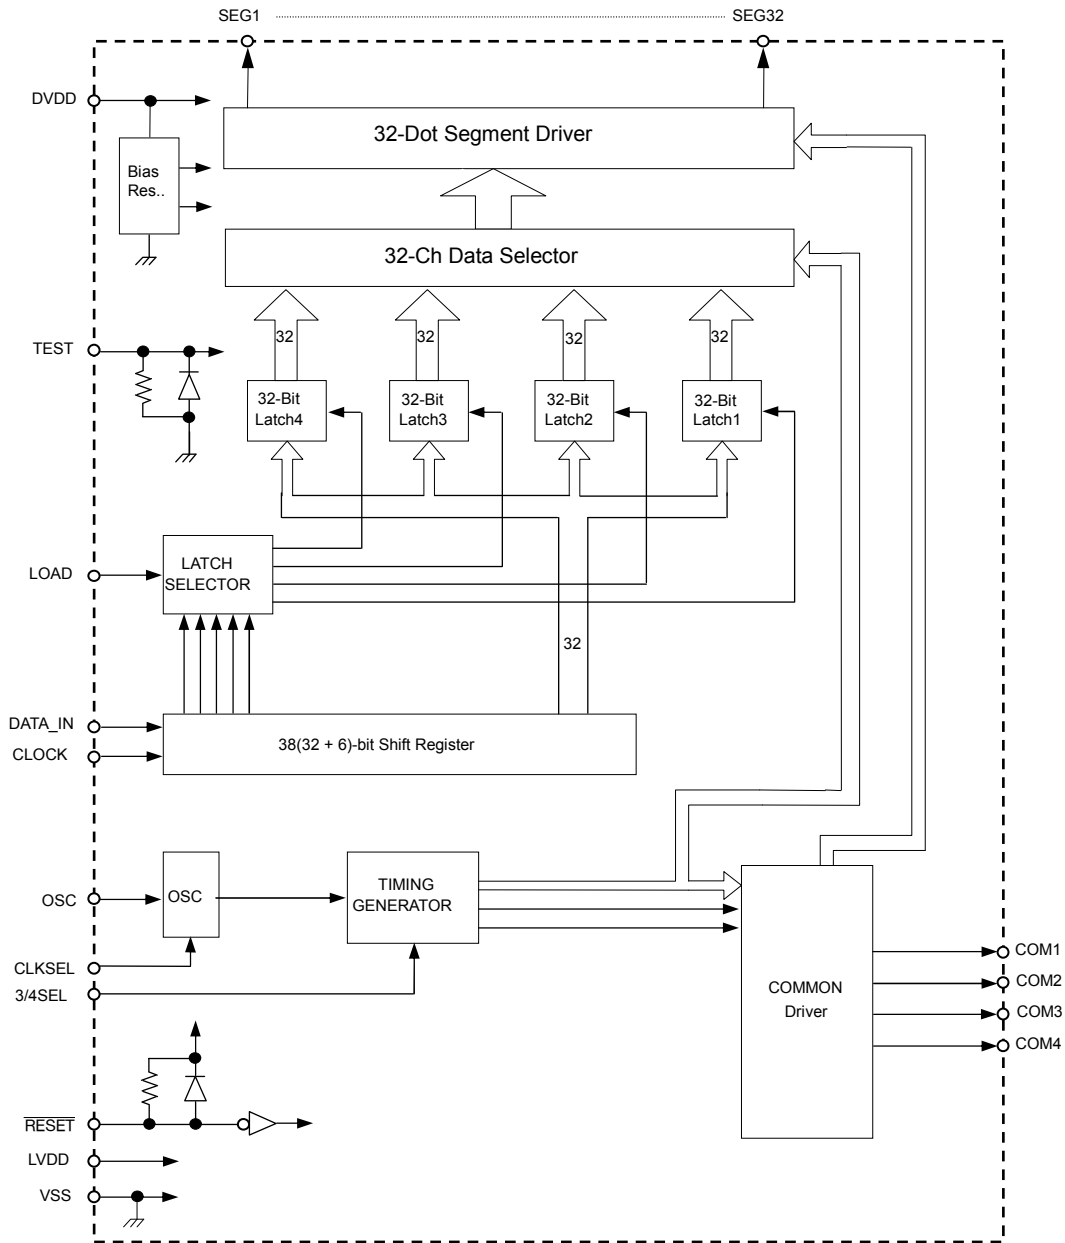 SEG1
SEG32
DVDD
32-Dot Segment Driver
Bias
Res..
32-Ch Data Selector
32
32
32
32
TEST
32-Bit
Latch4
32-Bit
Latch3
32-Bit
Latch2
32-Bit
Latch1
LOAD
LATCH
SELECTOR
32
DATA_IN
CLOCK
38(32 + 6)-bit Shift Register
OSC
OSC
TIMING
GENERATOR
CLKSEL
3/4SEL
COMMON
Driver
COM1
COM2
COM3
COM4
RESET
LVDD
VSS